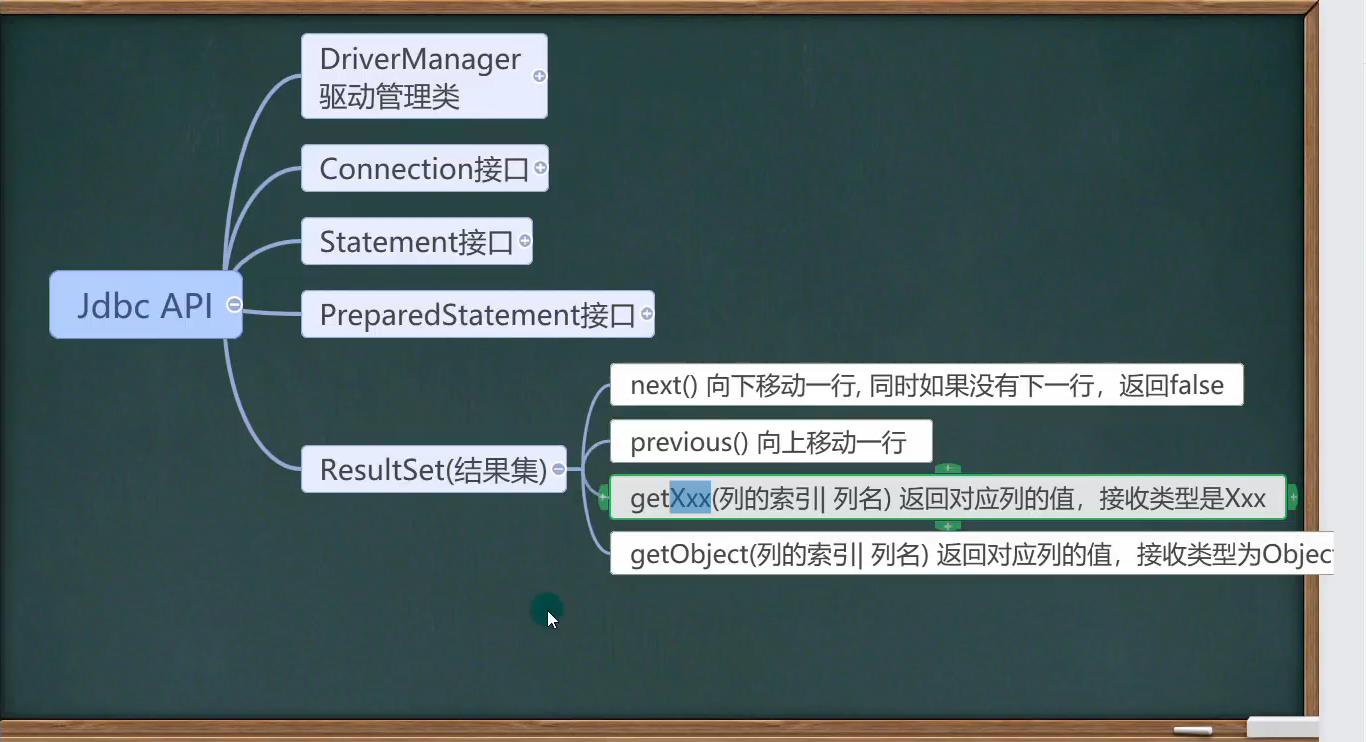 DriverManager
驱动管理类
Connection接口
Statement接口
Jdbc API
PreparedStatement接口
next() 向下移动一行, 同时如果没有下一行，返回false
previous() 向上移动一行
ResultSet(结果集)
getXxx(列的索引| 列名) 返回对应列的值，接收类型是Xxx
getObject(列的索引| 列名) 返回对应列的值，接收类型为Object